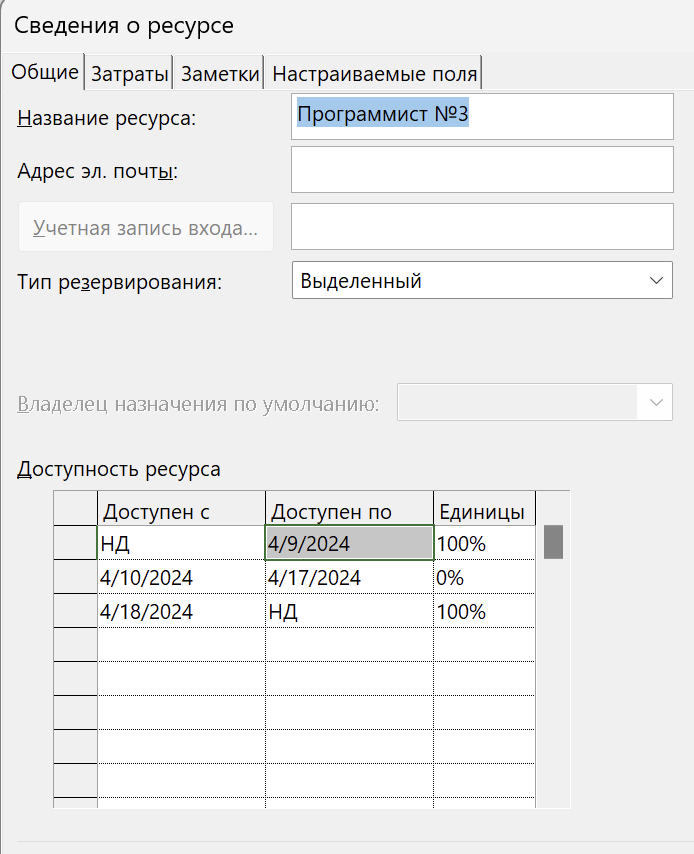 Сведения о ресурсе
Общие Затраты Заметки Настраиваемые поля
Название ресурса: Программист №3
Адрес эл. почты:
Учетная запись входа...
Тип резервирования: Выделенный
Владелец назначения по умолчанию:
Доступность ресурса
Доступен с Доступен по Единицы
НД 4/9/2024 100%
4/10/2024 4/17/2024 0%
4/18/2024 НД 100%